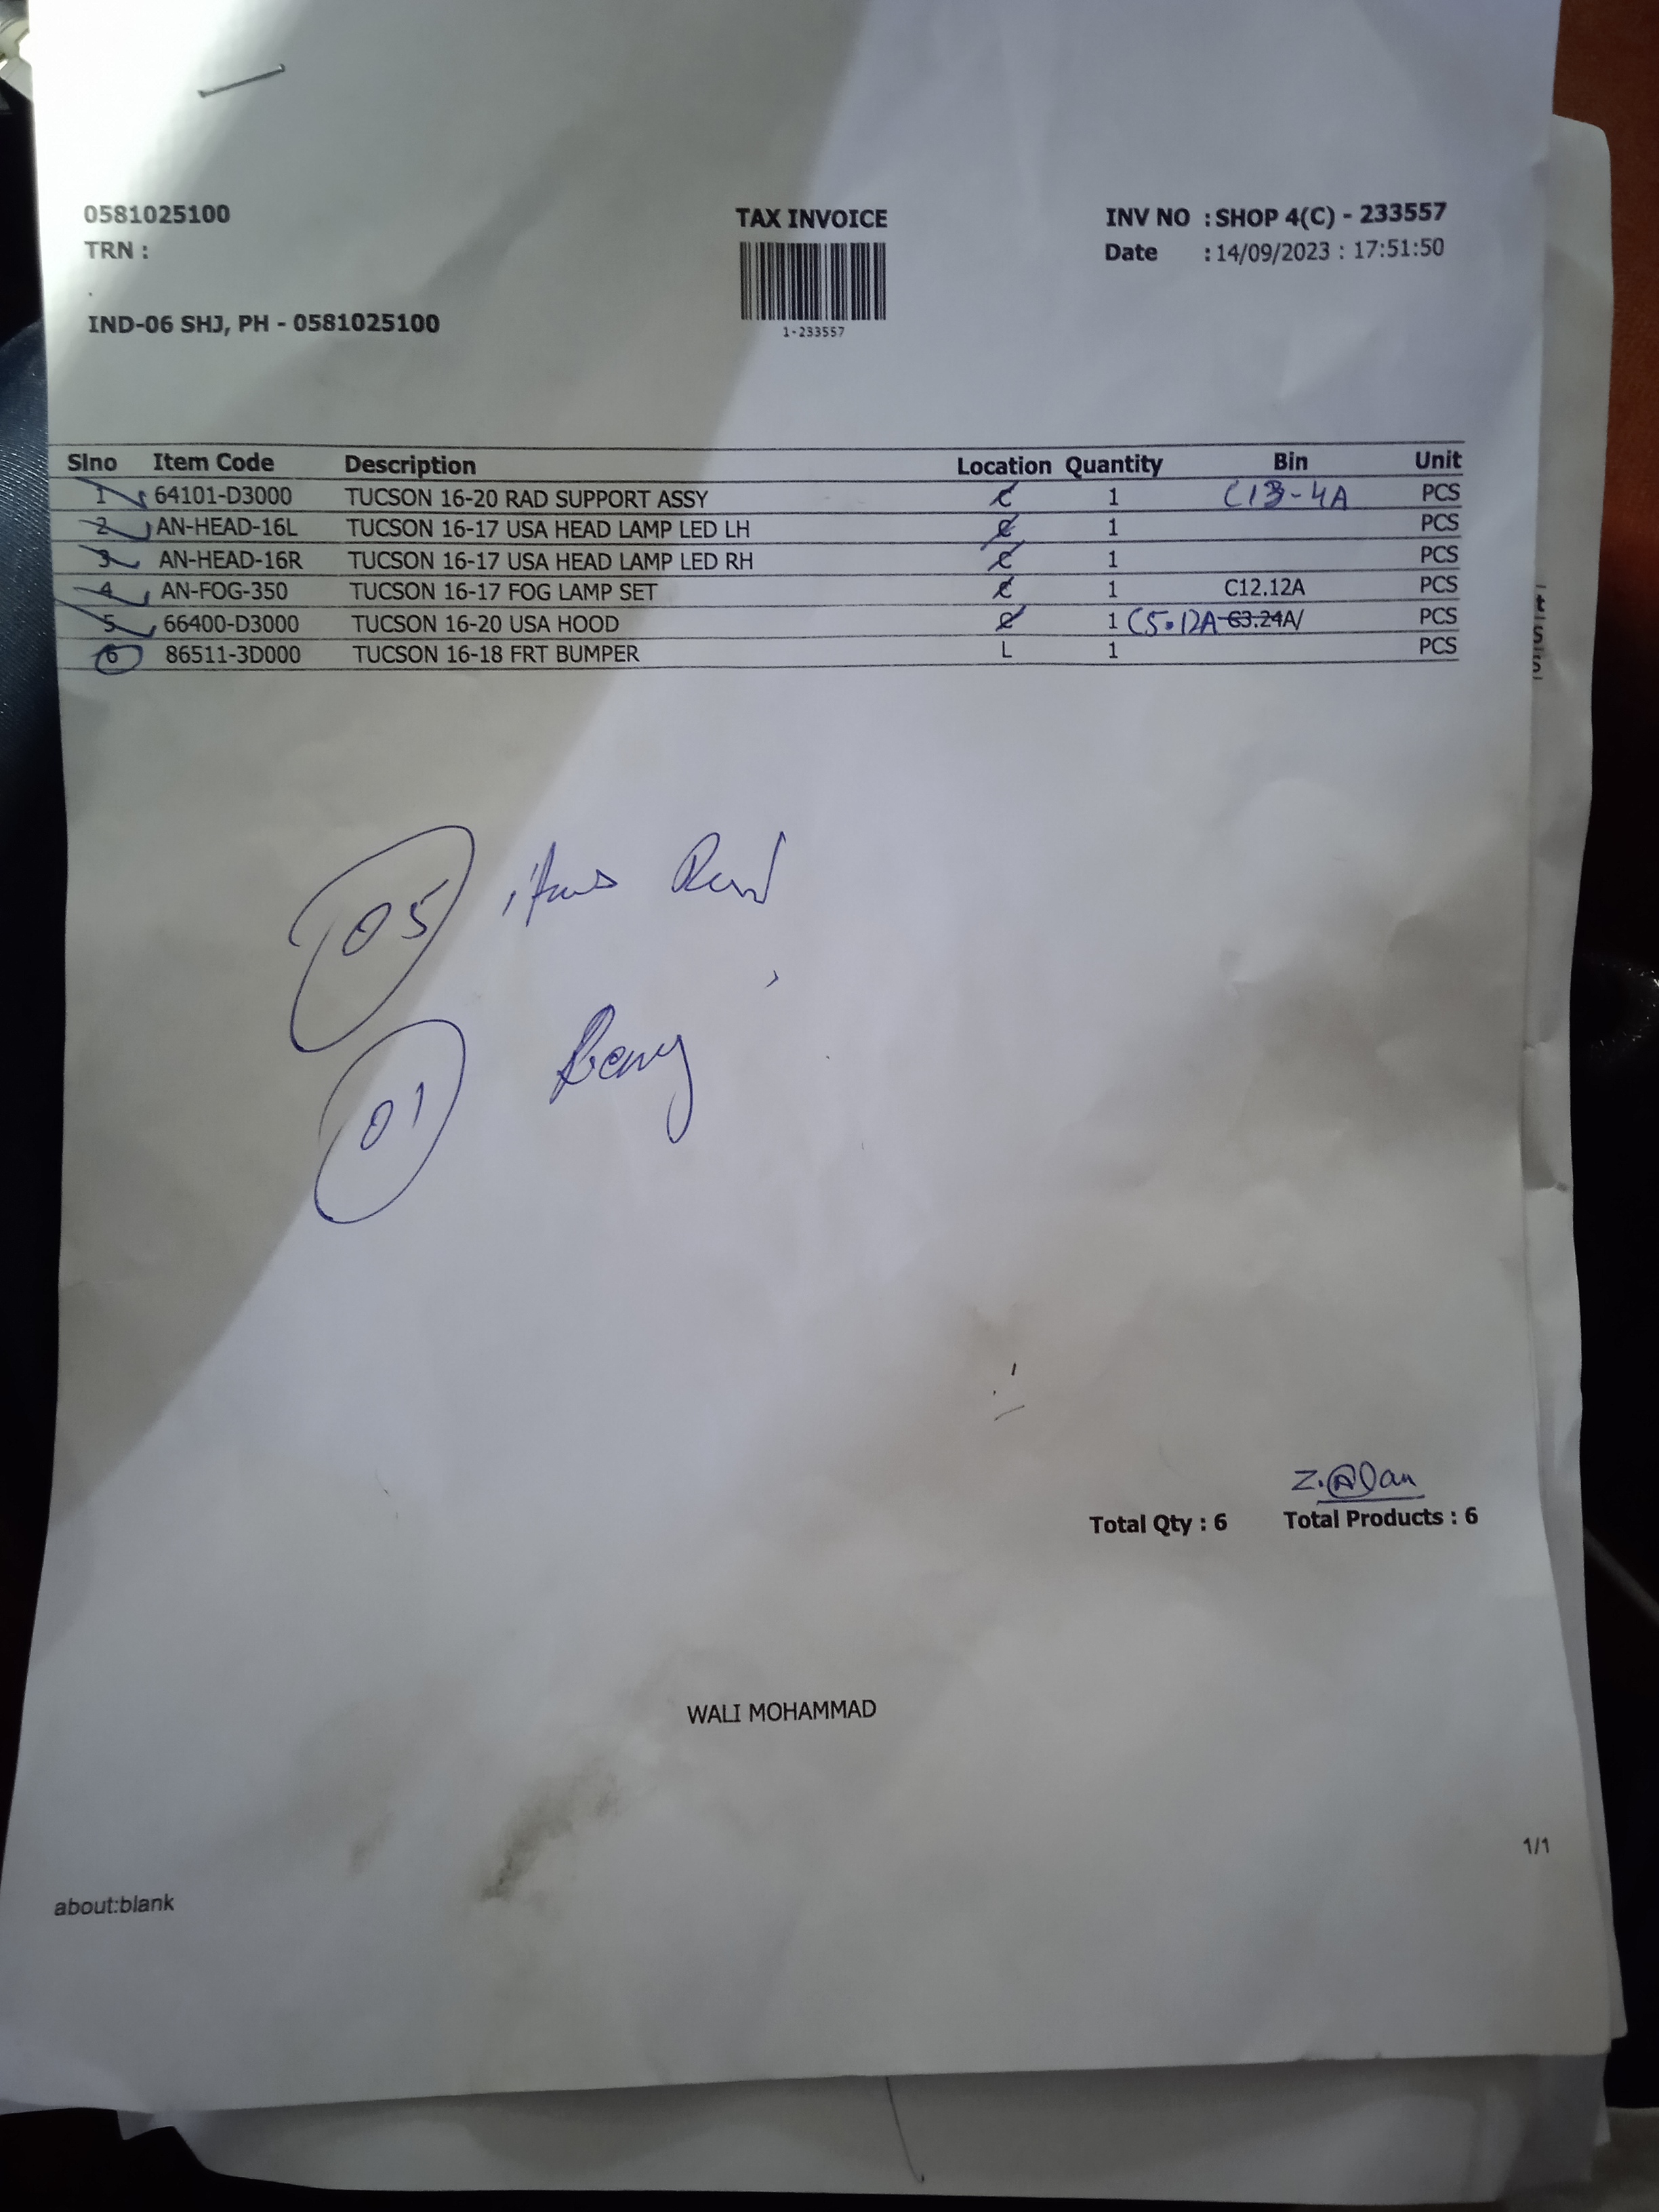 0581025100 TAX INVOICE INV NO : SHOP 4(C) - 233557
TRN : Date : 14/09/2023 : 17:51:50
.
IND-06 SHJ, PH - 0581025100
1-233557
Slno Item Code Description Location Quantity Bin Unit
1 64101-D3000 TUCSON 16-20 RAD SUPPORT ASSY C 1 C13-4A PCS
2 AN-HEAD-16L TUCSON 16-17 USA HEAD LAMP LED LH C 1 PCS
3 AN-HEAD-16R TUCSON 16-17 USA HEAD LAMP LED RH C 1 PCS
4 AN-FOG-350 TUCSON 16-17 FOG LAMP SET C 1 C12.12A PCS
5 66400-D3000 TUCSON 16-20 USA HOOD C 1 C5.12A C3.24A/ PCS
6 86511-3D000 TUCSON 16-18 FRT BUMPER L 1 PCS
05 items
01
Total Qty : 6 Total Products : 6
WALI MOHAMMAD
1/1
about:blank